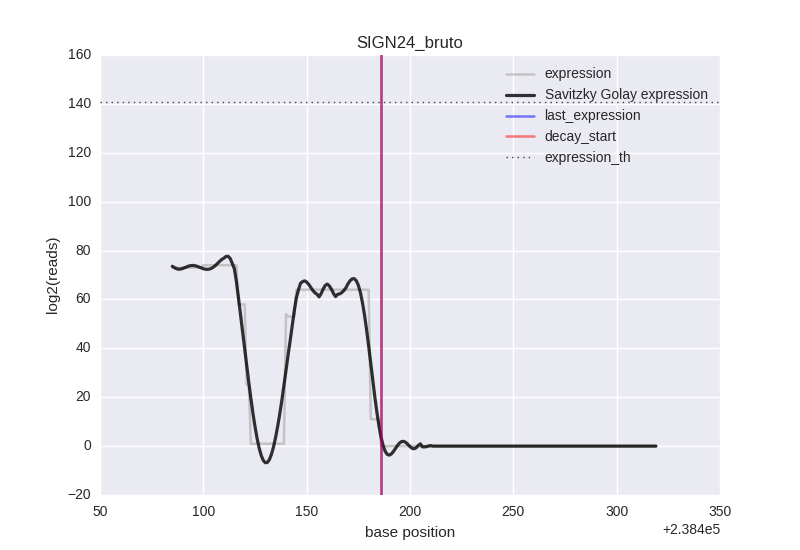 SIGN24_bruto
160
140
120
100
80
60
40
20
0
−20
log2(reads)
expression
Savitzky Golay expression
last_expression
decay_start
expression_th
50 100 150 200 250 300 350
base position
+2.384e5